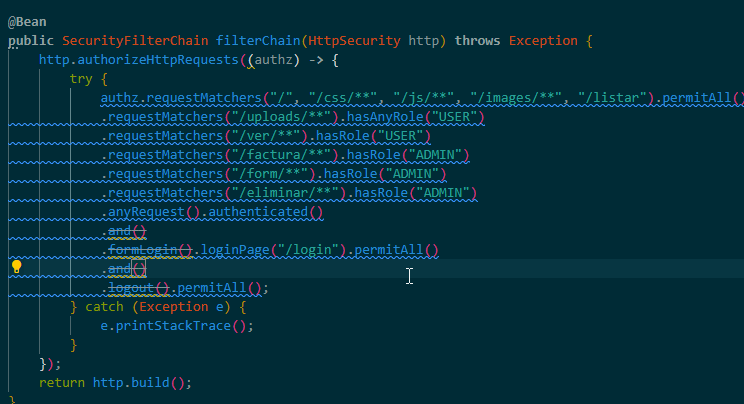 @Bean
public SecurityFilterChain filterChain(HttpSecurity http) throws Exception {
    http.authorizeHttpRequests((authz) -> {
        try {
            authz.requestMatchers("/", "/css/**", "/js/**", "/images/**", "/listar").permitAll()
            .requestMatchers("/uploads/**").hasAnyRole("USER")
            .requestMatchers("/ver/**").hasRole("USER")
            .requestMatchers("/factura/**").hasRole("ADMIN")
            .requestMatchers("/form/**").hasRole("ADMIN")
            .requestMatchers("/eliminar/**").hasRole("ADMIN")
            .anyRequest().authenticated()
            .and()
            .formLogin().loginPage("/login").permitAll()
            .and()
            .logout().permitAll();
        } catch (Exception e) {
            e.printStackTrace();
        }
    });
    return http.build();
}